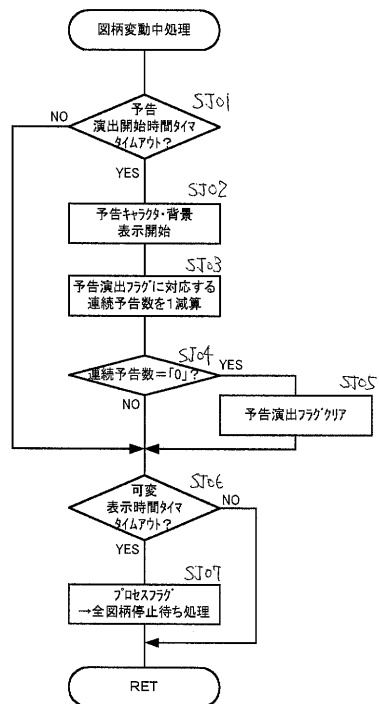 図柄変動中処理
SJ01
予告
演出開始時間タイマ
タイムアウト?
NO
YES
SJ02
予告キャラクタ・背景
表示開始
SJ03
予告演出フラグに対応する
連続予告数を1減算
SJ04
連続予告数=「0」?
YES
NO
SJ05
予告演出フラグクリア
SJ06
可変
表示時間タイマ
タイムアウト?
NO
YES
SJ07
プロセスフラグ
→全図柄停止待ち処理
RET